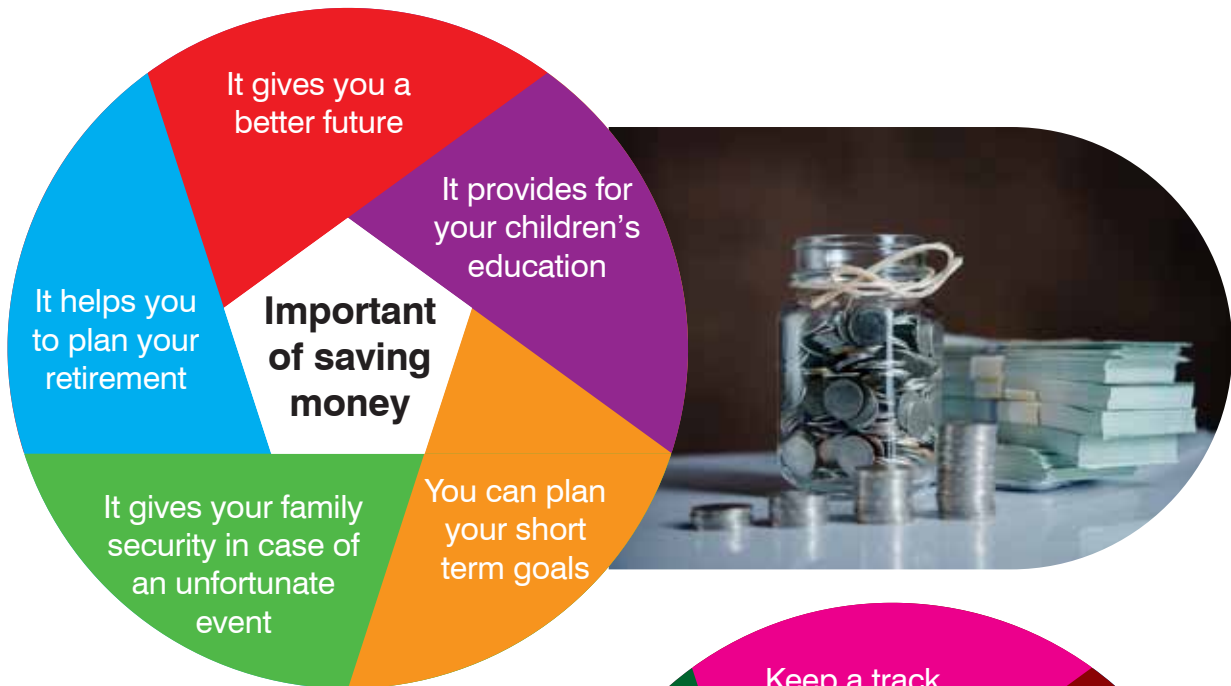 It gives you a
better future
It provides for
your children’s
education
It helps you
to plan your
retirement
Important
of saving
money
It gives your family
security in case of
an unfortunate
event
You can plan
your short
term goals
Keep a track